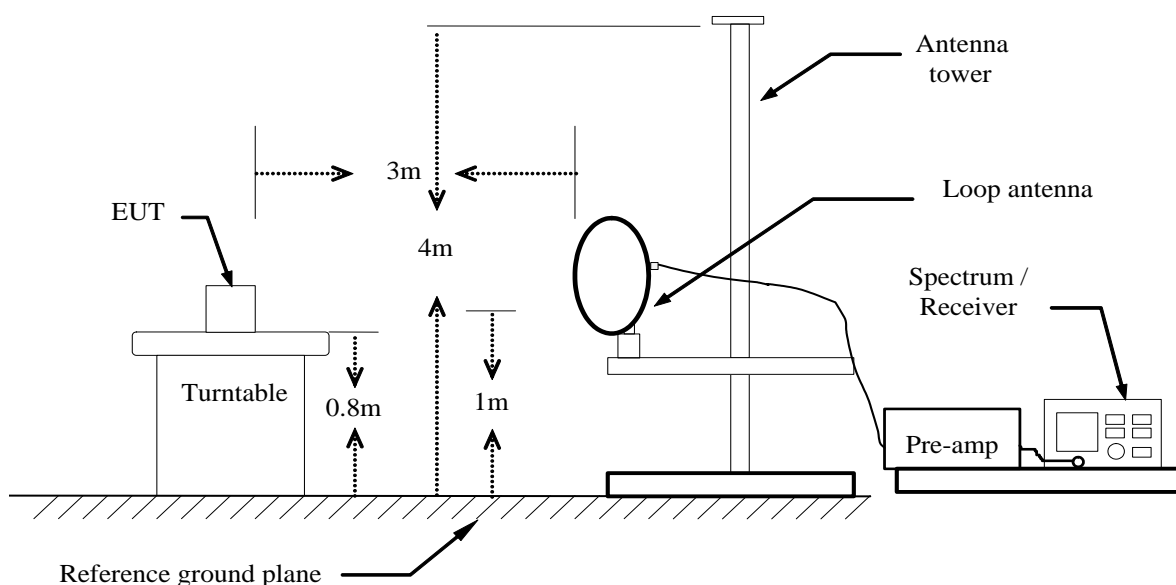 Antenna
tower
3m
Loop antenna
EUT
4m
Spectrum /
Receiver
Turntable
0.8m
1m
Pre-amp
Reference ground plane